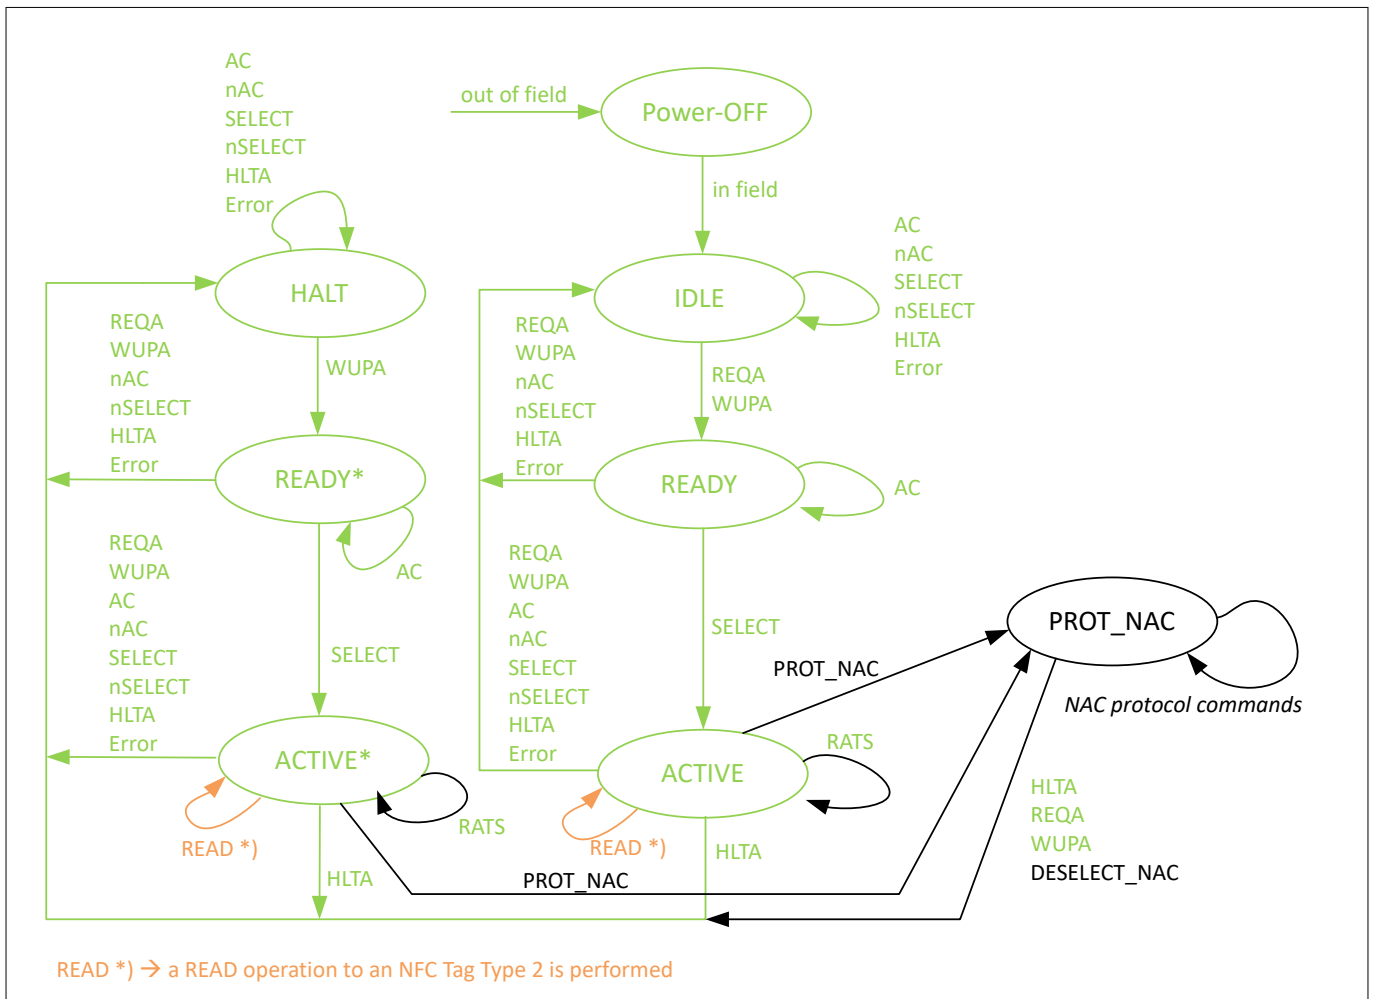 AC
nAC
SELECT
nSELECT
HLTA
Error
out of field
Power-OFF
in field
HALT
IDLE
AC
nAC
SELECT
nSELECT
HLTA
Error
REQA
WUPA
nAC
nSELECT
HLTA
Error
WUPA
REQA
WUPA
nAC
nSELECT
HLTA
Error
REQA
WUPA
READY*
AC
READY
AC
REQA
WUPA
AC
nAC
SELECT
nSELECT
HLTA
Error
SELECT
REQA
WUPA
AC
nAC
SELECT
nSELECT
HLTA
Error
SELECT
PROT_NAC
PROT_NAC
NAC protocol commands
ACTIVE*
RATS
READ *)
HLTA
ACTIVE
RATS
READ *)
HLTA
PROT_NAC
HLTA
REQA
WUPA
DESELECT_NAC
READ *) → a READ operation to an NFC Tag Type 2 is performed